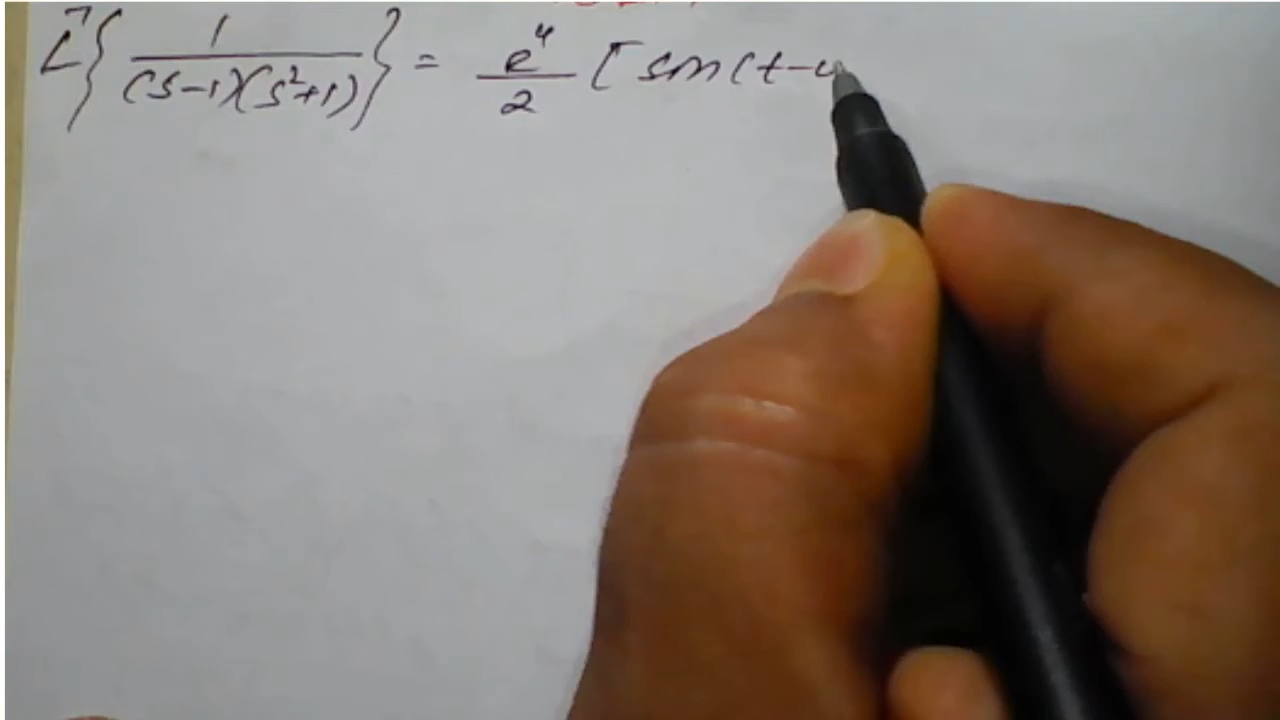 L⁻¹{ 1/((s-1)(s²+1)) } = e^u/2 [ sin(t-u